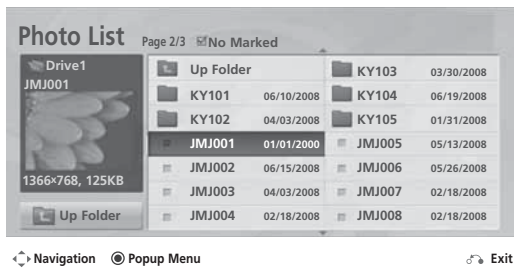 Photo List Page 2/3 No Marked
Drive1
JMJ001
1366×768, 125KB
Up Folder
Up Folder
KY101 06/10/2008
KY102 04/03/2008
JMJ001 01/01/2000
JMJ002 06/15/2008
JMJ003 04/03/2008
JMJ004 02/18/2008
KY103 03/30/2008
KY104 06/19/2008
KY105 01/31/2008
JMJ005 05/13/2008
JMJ006 05/26/2008
JMJ007 02/18/2008
JMJ008 02/18/2008
Navigation Popup Menu Exit